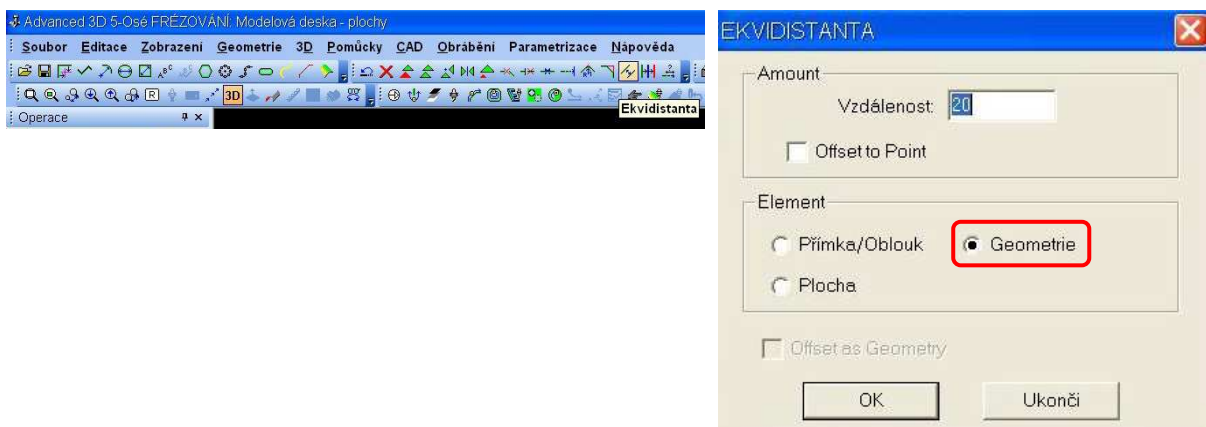 Advanced 3D 5-Osé FRÉZOVÁNÍ: Modelová deska - plochy
Soubor Editace Zobrazení Geometrie 3D Pomůcky CAD Obrábění Parametrizace Nápověda
3D
Ekvidistanta
Operace
EKVIDISTANTA
Amount
Vzdálenost: 20
Offset to Point
Element
Přímka/Oblouk Geometrie
Plocha
Offset as Geometry
OK Ukonči